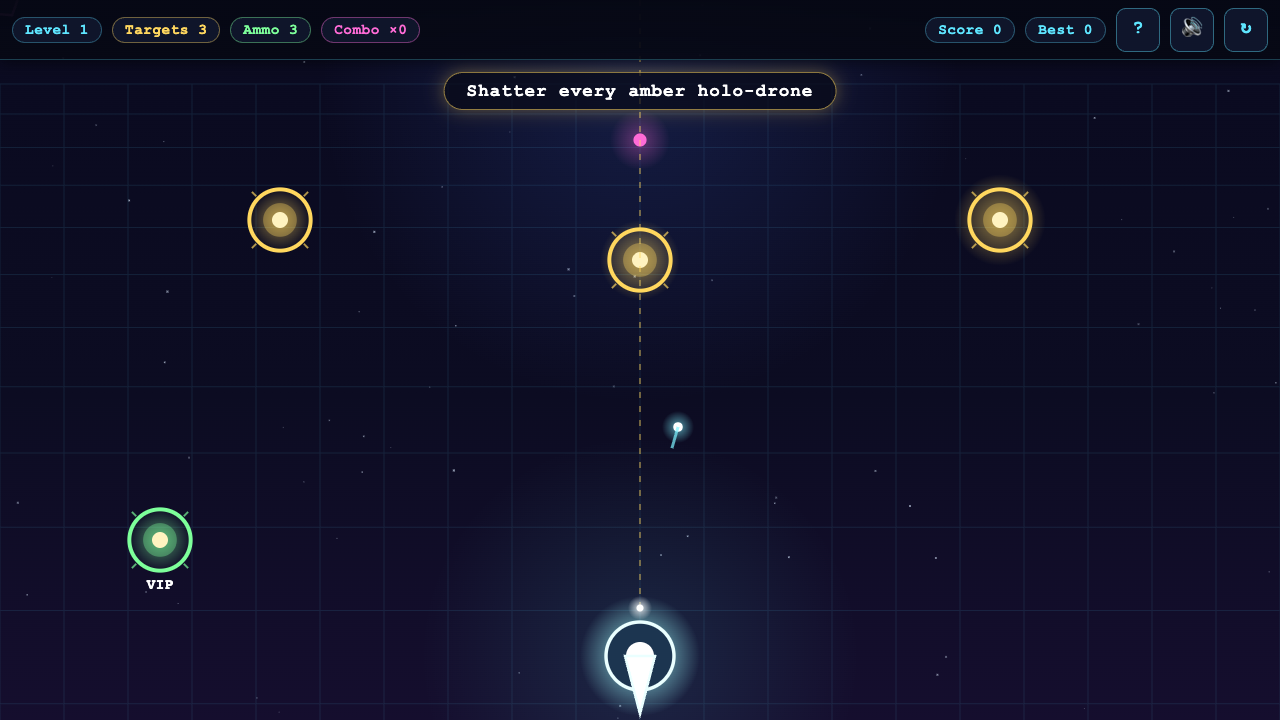 Level 1
Targets 3
Ammo 3
Combo ×0
Score 0
Best 0
?
↻
Shatter every amber holo-drone
VIP